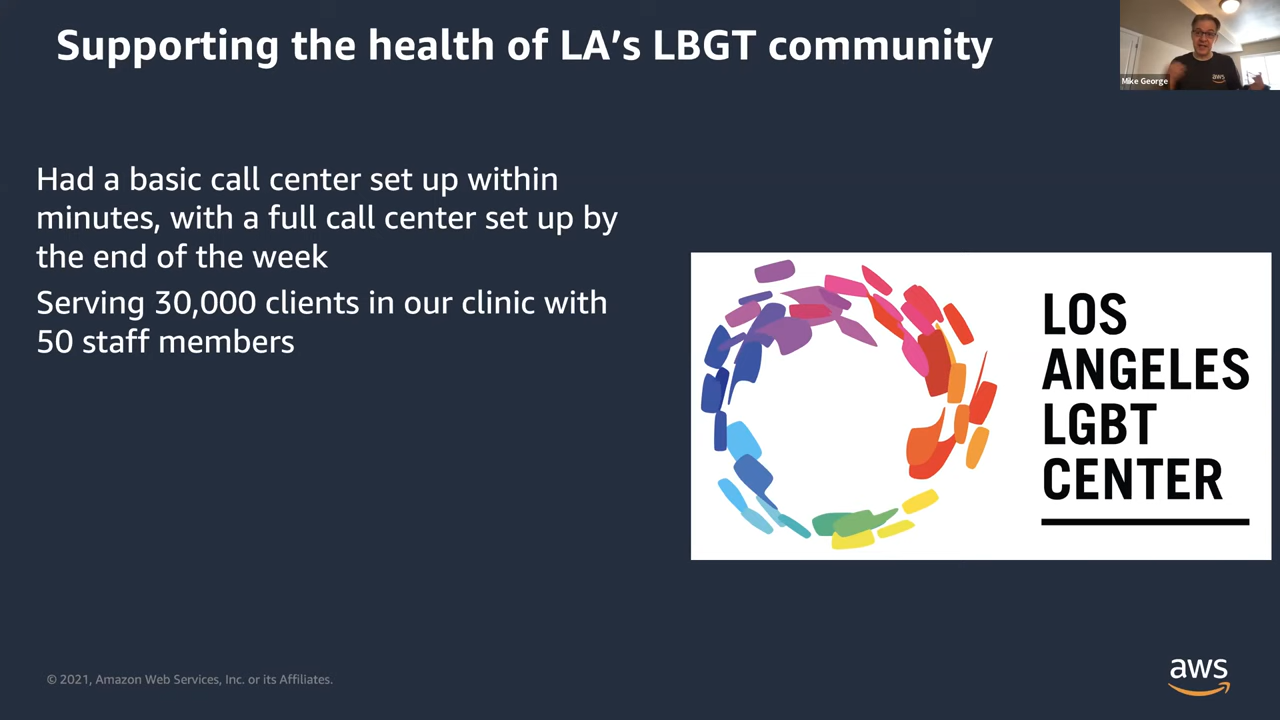 Supporting the health of LA's LBGT community
Mike George
aws
Had a basic call center set up within
minutes, with a full call center set up by
the end of the week
Serving 30,000 clients in our clinic with
50 staff members
LOS
ANGELES
LGBT
CENTER
© 2021, Amazon Web Services, Inc. or its Affiliates.
aws